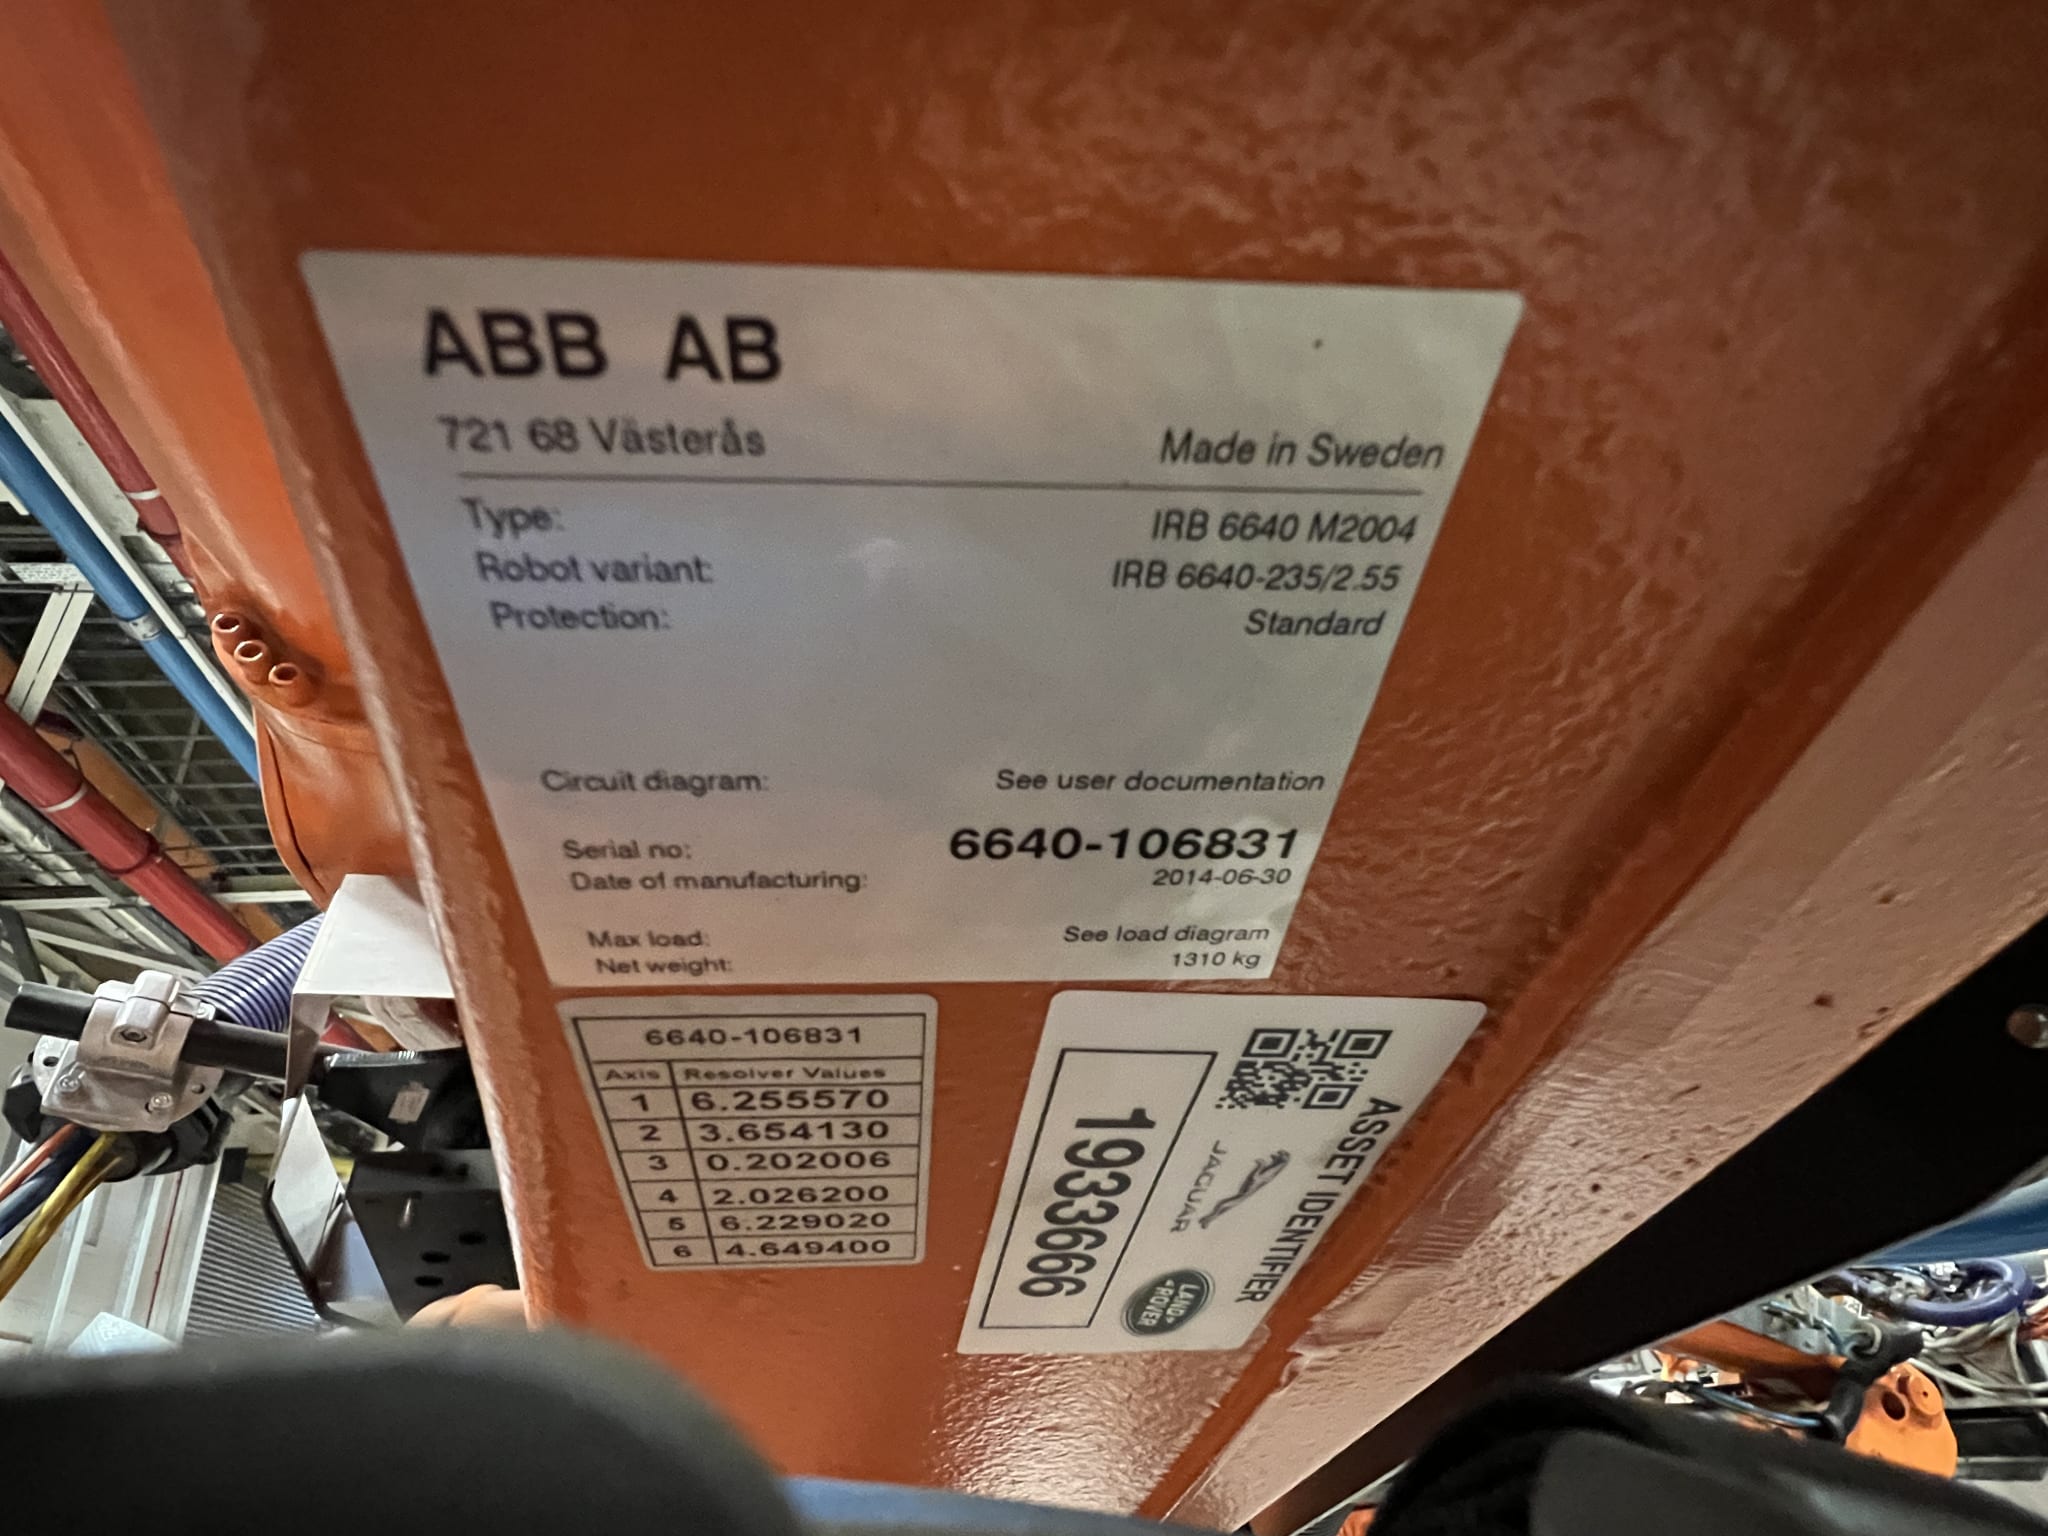 ABB AB
721 68 Västerås
Made in Sweden
Type: IRB 6640 M2004
Robot variant: IRB 6640-235/2.55
Protection: Standard
Circuit diagram: See user documentation
Serial no: 6640-106831
Date of manufacturing: 2014-06-30
Max load: See load diagram
Net weight: 1310 kg
6640-106831
Axis Resolver Values
1 6.255570
2 3.654130
3 0.202006
4 2.026200
5 6.229020
6 4.649400
ASSET IDENTIFIER
JAGUAR
LAND ROVER
1933666